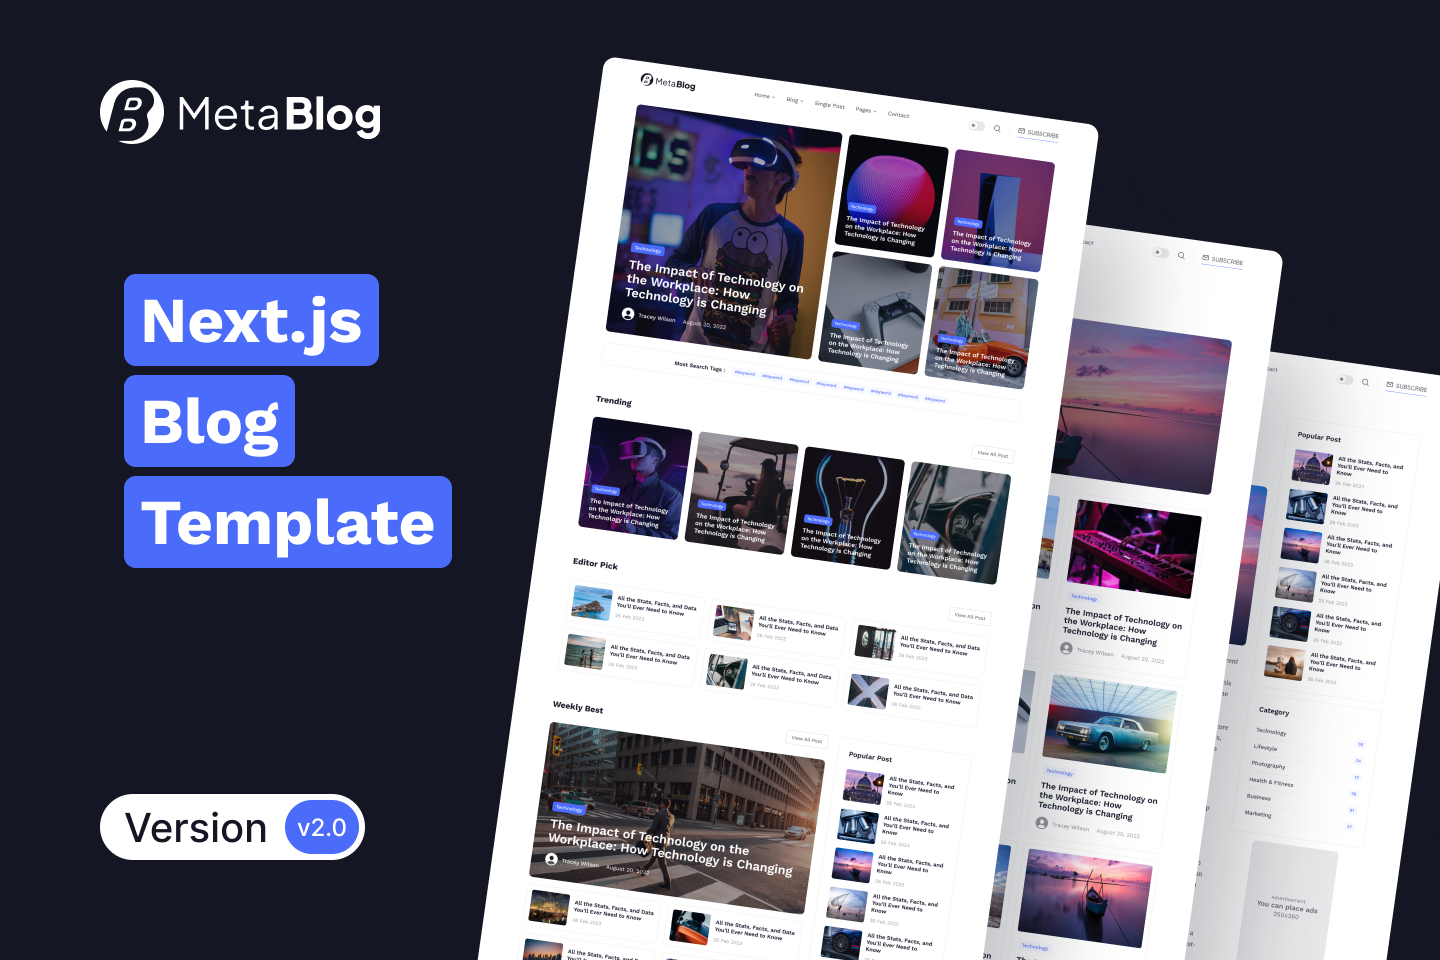 MetaBlog
Next.js
Blog
Template
Version v2.0
MetaBlog
Home
Blog
Single Post
Pages
Contact
SUBSCRIBE
Technology
The Impact of Technology on
the Workplace: How
Technology is Changing
Tracey Wilson August 20, 2022
Technology
The Impact of Technology
on the Workplace: How
Technology is Changing
Technology
The Impact of Technology
on the Workplace: How
Technology is Changing
Technology
The Impact of Technology
on the Workplace: How
Technology is Changing
Technology
The Impact of Technology
on the Workplace: How
Technology is Changing
Most Search Tags : #Keyword #Keyword #Keyword #Keyword #Keyword #Keyword #Keyword #Keyword
Trending
View All Post
Technology
The Impact of Technology
on the Workplace: How
Technology is Changing
Technology
The Impact of Technology
on the Workplace: How
Technology is Changing
Technology
The Impact of Technology
on the Workplace: How
Technology is Changing
Technology
The Impact of Technology
on the Workplace: How
Technology is Changing
Editor Pick
View All Post
All the Stats, Facts, and Data
You'll Ever Need to Know
26 Feb 2023
All the Stats, Facts, and Data
You'll Ever Need to Know
26 Feb 2023
All the Stats, Facts, and Data
You'll Ever Need to Know
26 Feb 2023
All the Stats, Facts, and Data
You'll Ever Need to Know
26 Feb 2023
All the Stats, Facts, and Data
You'll Ever Need to Know
26 Feb 2023
All the Stats, Facts, and Data
You'll Ever Need to Know
26 Feb 2023
Weekly Best
View All Post
Technology
The Impact of Technology on the
Workplace: How Technology is Changing
Tracey Wilson August 20, 2022
All the Stats, Facts, and Data
You'll Ever Need to Know
26 Feb 2023
All the Stats, Facts, and Data
You'll Ever Need to Know
26 Feb 2023
All the Stats, Facts, and Data
You'll Ever Need to Know
All the Stats, Facts, and Data
Popular Post
All the Stats, Facts, and
You'll Ever Need to
Know
26 Feb 2023
All the Stats, Facts, and
You'll Ever Need to
Know
26 Feb 2023
All the Stats, Facts, and
You'll Ever Need to
Know
26 Feb 2023
All the Stats, Facts, and
You'll Ever Need to
Know
26 Feb 2023
All the Stats, Facts, and
You'll Ever Need to
Know
SUBSCRIBE
Technology
The Impact of Technology on
the Workplace: How
Technology is Changing
Tracey Wilson August 20, 2022
Technology
The Impact of Technology on
the Workplace: How
Technology is Changing
Tracey Wilson August 20, 2022
Technology
The Impact of Technology on
SUBSCRIBE
Popular Post
All the Stats, Facts, and
You'll Ever Need to
Know
26 Feb 2023
All the Stats, Facts, and
You'll Ever Need to
Know
26 Feb 2023
All the Stats, Facts, and
You'll Ever Need to
Know
26 Feb 2023
All the Stats, Facts, and
You'll Ever Need to
Know
26 Feb 2023
All the Stats, Facts, and
You'll Ever Need to
Know
26 Feb 2023
All the Stats, Facts, and
You'll Ever Need to
Know
26 Feb 2023
Category
Technology
Lifestyle
Photography
Health & Fitness
Business
Marketing
Advertisement
You can place ads
250x360